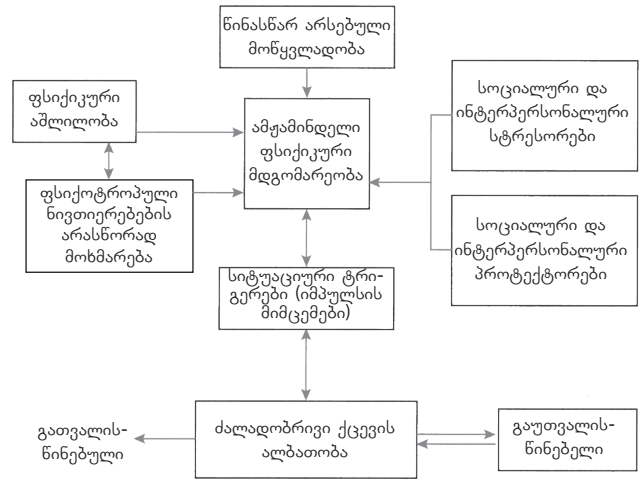 წინასწარ არსებული
მოწყვლადობა
ფსიქიკური
აშლილობა
ამჟამინდელი
ფსიქიკური
მდგომარეობა
სოციალური და
ინტერპერსონალური
სტრესორები
ფსიქოტროპული
ნივთიერებების
არასწორად
მოხმარება
სოციალური და
ინტერპერსონალური
პროტექტორები
სიტუაციური ტრი-
გერები (იმპულსის
მიმცემები)
გათვალის-
წინებული
ძალადობრივი ქცევის
ალბათობა
გაუთვალის-
წინებელი